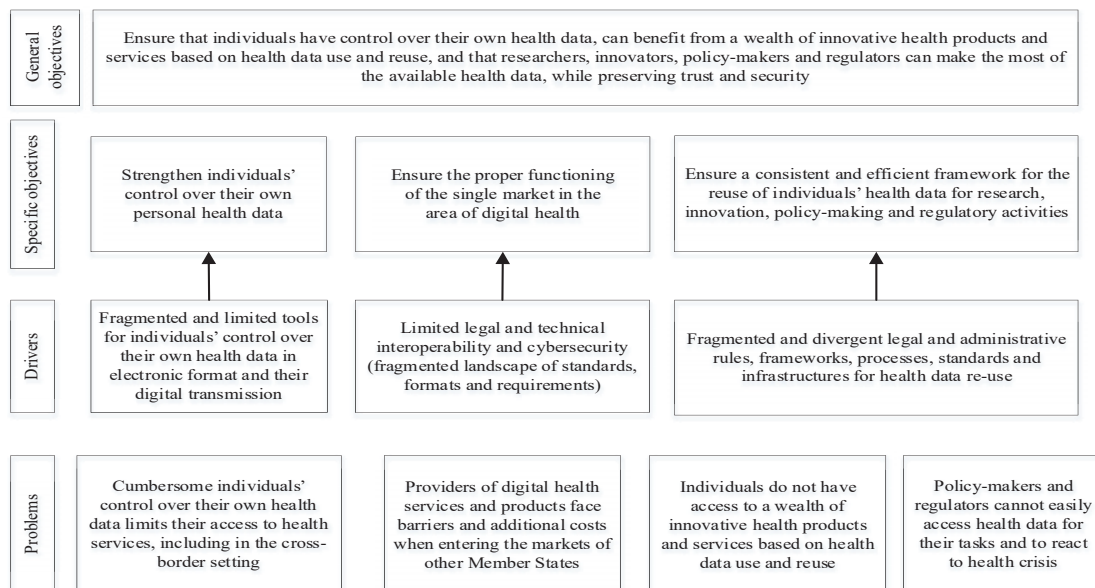 General
objectives
Ensure that individuals have control over their own health data, can benefit from a wealth of innovative health products and
services based on health data use and reuse, and that researchers, innovators, policy-makers and regulators can make the most of
the available health data, while preserving trust and security
Specific objectives
Strengthen individuals’
control over their own
personal health data
Ensure the proper functioning
of the single market in the
area of digital health
Ensure a consistent and efficient framework for the
reuse of individuals’ health data for research,
innovation, policy-making and regulatory activities
Drivers
Fragmented and limited tools
for individuals’ control over
their own health data in
electronic format and their
digital transmission
Limited legal and technical
interoperability and cybersecurity
(fragmented landscape of standards,
formats and requirements)
Fragmented and divergent legal and administrative
rules, frameworks, processes, standards and
infrastructures for health data re-use
Problems
Cumbersome individuals’
control over their own health
data limits their access to health
services, including in the cross-
border setting
Providers of digital health
services and products face
barriers and additional costs
when entering the markets of
other Member States
Individuals do not have
access to a wealth of
innovative health products
and services based on health
data use and reuse
Policy-makers and
regulators cannot easily
access health data for
their tasks and to react
to health crisis